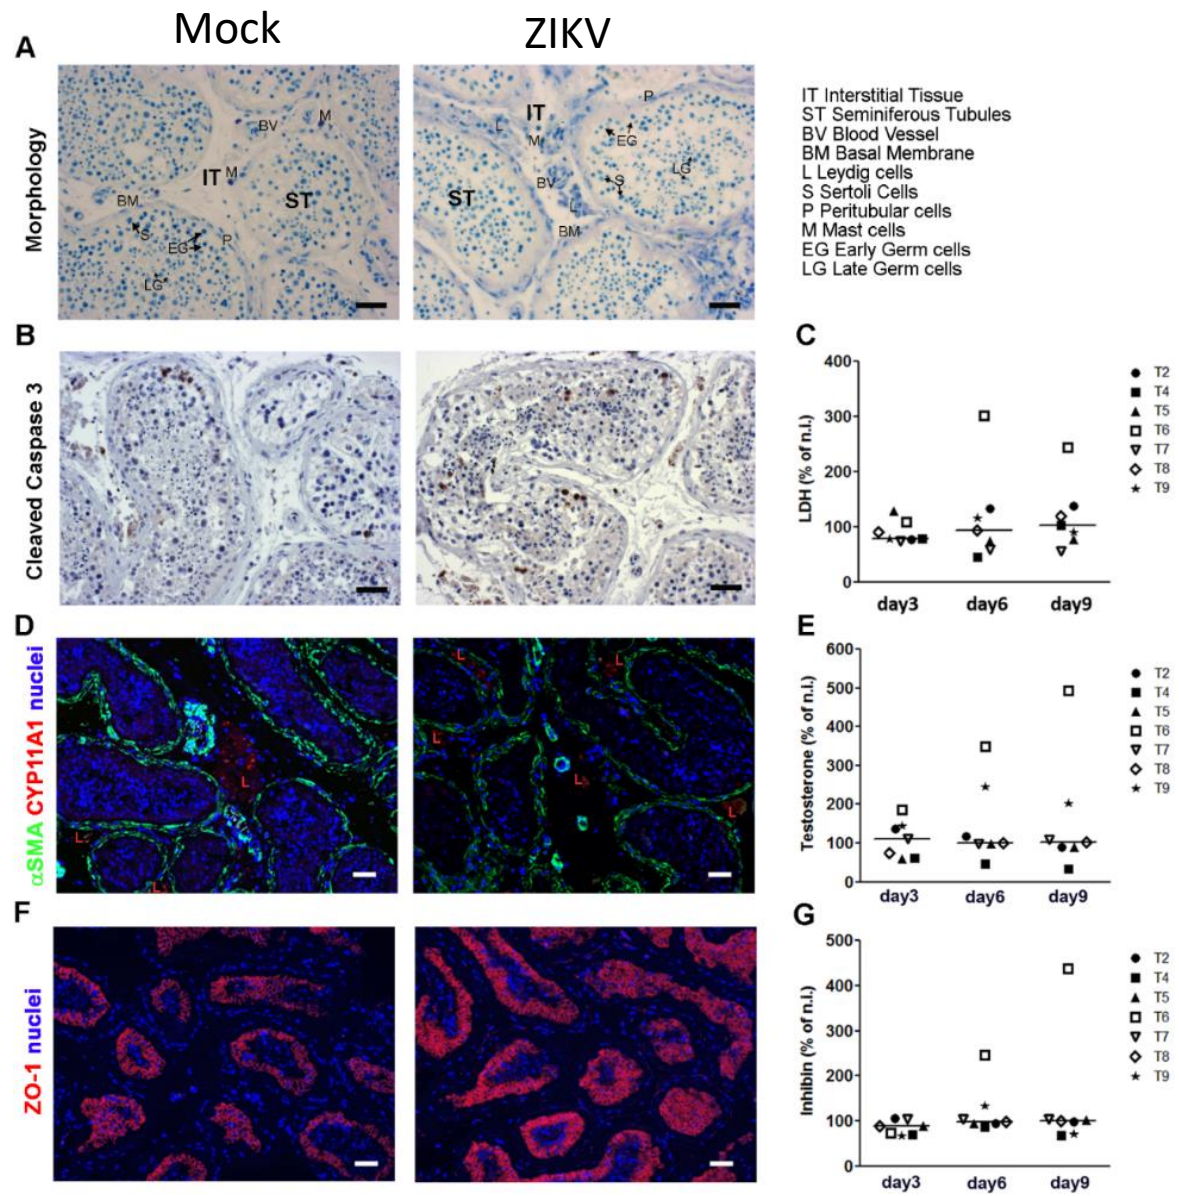 Mock
ZIKV
A
Morphology
BV
M
IT
M
ST
BM
S
EG
P
LG
P
IT
L
M
EG
LG
BV
S
ST
L
BM
IT Interstitial Tissue
ST Seminiferous Tubules
BV Blood Vessel
BM Basal Membrane
L Leydig cells
S Sertoli Cells
P Peritubular cells
M Mast cells
EG Early Germ cells
LG Late Germ cells
B
Cleaved Caspase 3
C
LDH (% of n.l.)
400
300
200
100
0
day3 day6 day9
T2
T4
T5
T6
T7
T8
T9
D
αSMA CYP11A1 nuclei
L
L
L
L
L
L
L
L
E
Testosterone (% of n.l.)
600
500
400
300
200
100
0
day3 day6 day9
T2
T4
T5
T6
T7
T8
T9
F
ZO-1 nuclei
G
Inhibin (% of n.l.)
500
400
300
200
100
0
day3 day6 day9
T2
T4
T5
T6
T7
T8
T9